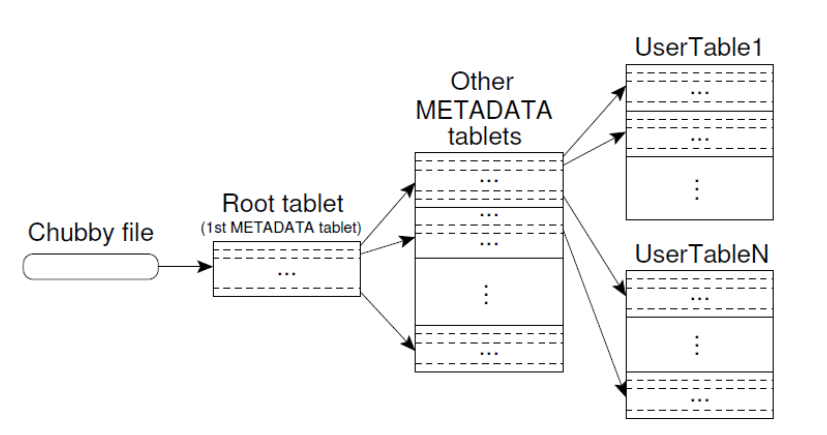 Chubby file
Root tablet
(1st METADATA tablet)
...
Other
METADATA
tablets
...
...
...
⋮
...
UserTable1
...
...
⋮
UserTableN
...
⋮
...